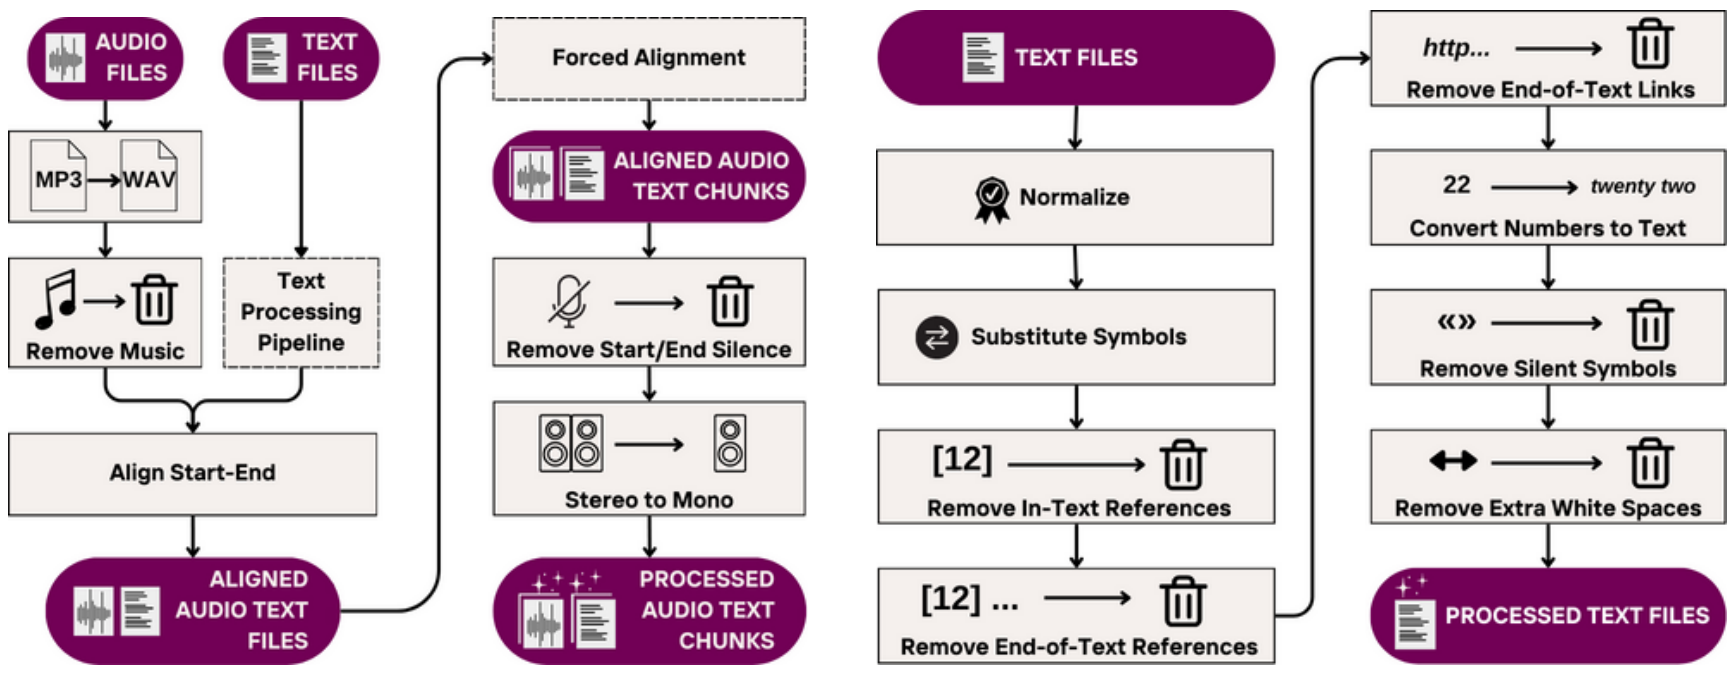 AUDIO
FILES
TEXT
FILES
MP3
WAV
Remove Music
Text
Processing
Pipeline
Align Start-End
ALIGNED
AUDIO TEXT
FILES
Forced Alignment
ALIGNED AUDIO
TEXT CHUNKS
Remove Start/End Silence
Stereo to Mono
PROCESSED
AUDIO TEXT
CHUNKS
TEXT FILES
Normalize
Substitute Symbols
[12]
Remove In-Text References
[12] ...
Remove End-of-Text References
http...
Remove End-of-Text Links
22
twenty two
Convert Numbers to Text
«»
Remove Silent Symbols
Remove Extra White Spaces
PROCESSED TEXT FILES